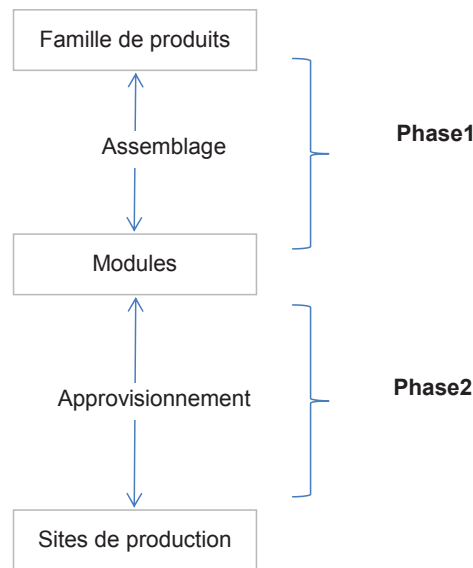 Famille de produits
Assemblage
Phase1
Modules
Approvisionnement
Phase2
Sites de production